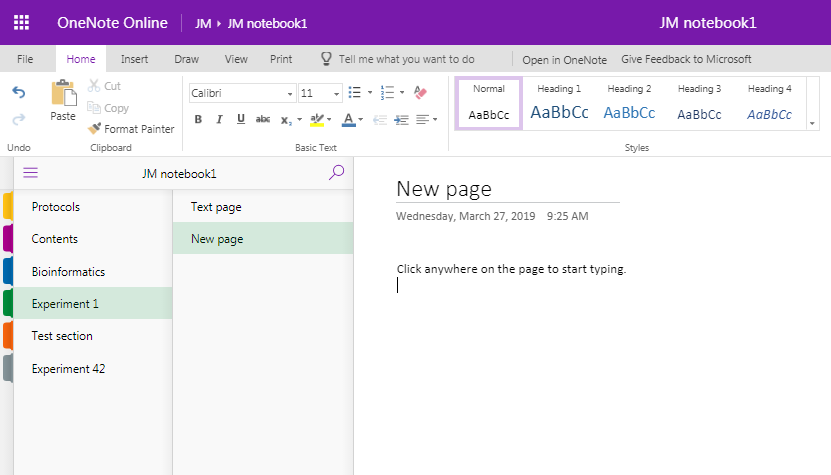 OneNote Online JM ▸ JM notebook1 JM notebook1
File Home Insert Draw View Print Tell me what you want to do Open in OneNote Give Feedback to Microsoft
Paste
Cut
Copy
Format Painter
Calibri 11
B I U abc x₂ A
Normal Heading 1 Heading 2 Heading 3 Heading 4
AaBbCc AaBbCc AaBbCc AaBbCc AaBbCc
Undo Clipboard Basic Text Styles
JM notebook1
Protocols
Contents
Bioinformatics
Experiment 1
Test section
Experiment 42
Text page
New page
New page
Wednesday, March 27, 2019 9:25 AM
Click anywhere on the page to start typing.